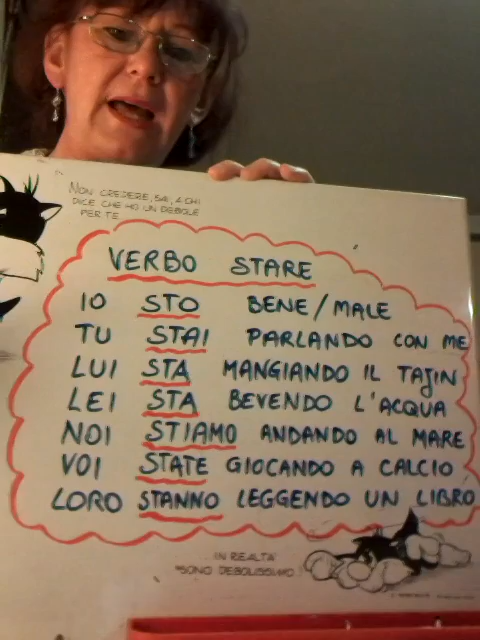 NON CREDERE, SAI, A CHI
DICE CHE HO UN DEBOLE
PER TE
VERBO STARE
IO STO BENE/MALE
TU STAI PARLANDO CON ME
LUI STA MANGIANDO IL TAJIN
LEI STA BEVENDO L'ACQUA
NOI STIAMO ANDANDO AL MARE
VOI STATE GIOCANDO A CALCIO
LORO STANNO LEGGENDO UN LIBRO
IN REALTA'
"SONO DEBOLISSIMO!